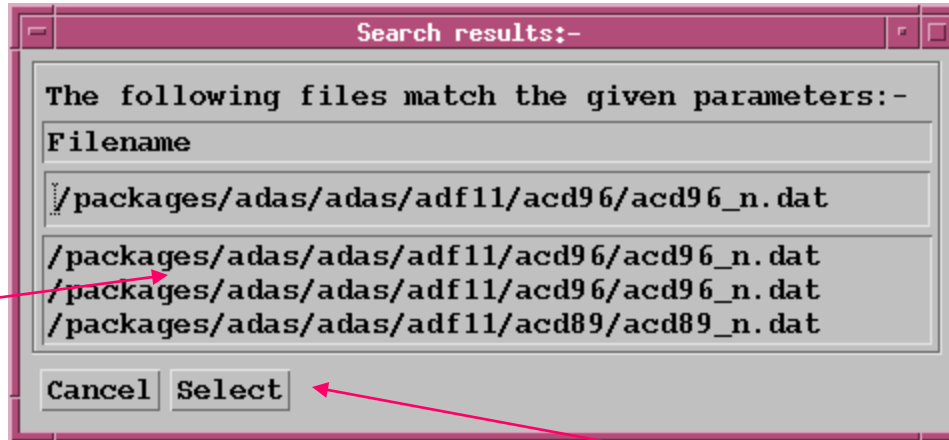 Search results:-
The following files match the given parameters:-
Filename
/packages/adas/adas/adf11/acd96/acd96_n.dat
/packages/adas/adas/adf11/acd96/acd96_n.dat
/packages/adas/adas/adf11/acd96/acd96_n.dat
/packages/adas/adas/adf11/acd89/acd89_n.dat
Cancel Select